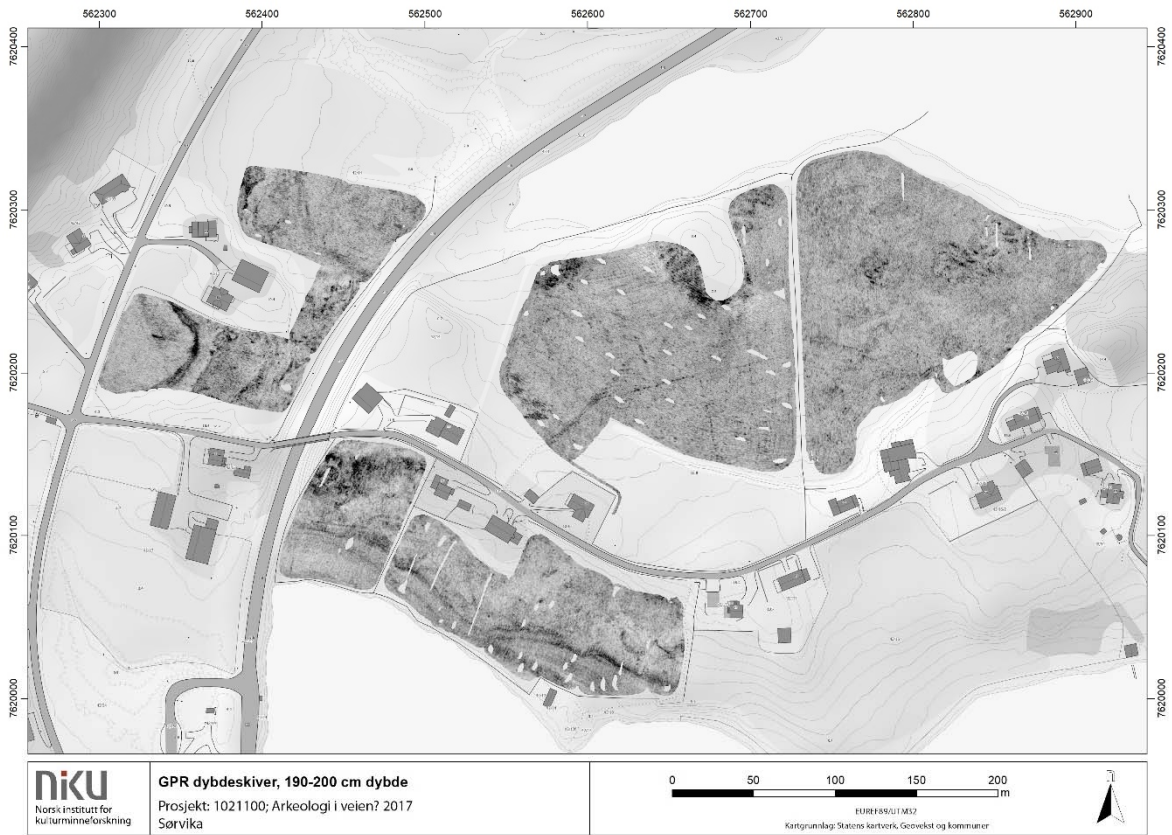 562300 562400 562500 562600 562700 562800 562900
7620400 7620400
7620300 7620300
7620200 7620200
7620100 7620100
7620000 7620000
niku
Norsk institutt for
kulturminneforskning
GPR dybdeskiver, 190-200 cm dybde
Prosjekt: 1021100; Arkeologi i veien? 2017
Sørvika
0 50 100 150 200
m
EUREF89/UTM32
Kartgrunnlag: Statens kartverk, Geovekst og kommuner